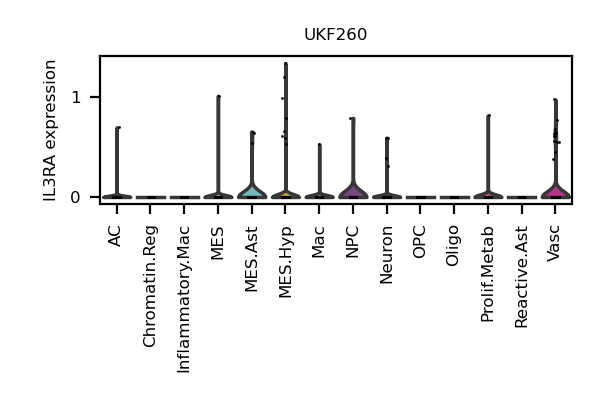 UKF260
IL3RA expression
1
0
AC
Chromatin.Reg
Inflammatory.Mac
MES
MES.Ast
MES.Hyp
Mac
NPC
Neuron
OPC
Oligo
Prolif.Metab
Reactive.Ast
Vasc